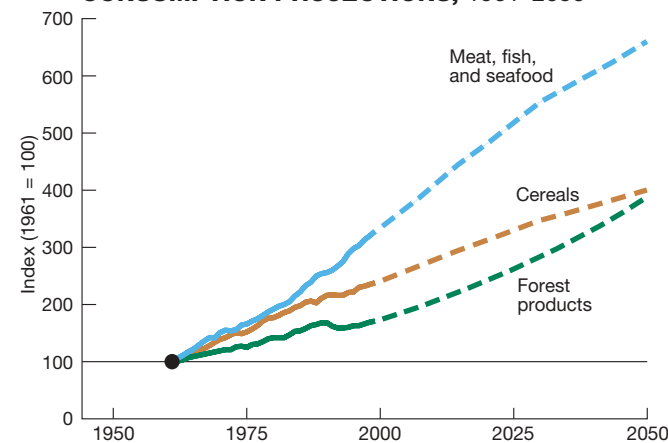 700
600
500
400
300
200
100
0
Index (1961 = 100)
Meat, fish,
and seafood
Cereals
Forest
products
1950
1975
2000
2025
2050